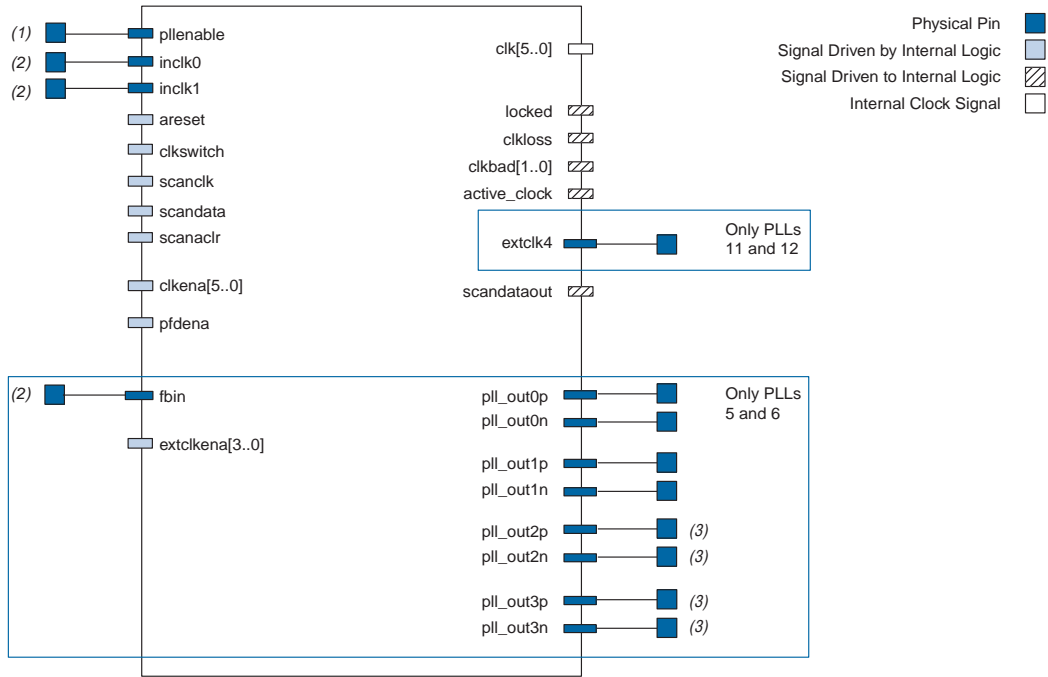 (1) pllenable
(2) inclk0
(2) inclk1
areset
clkswitch
scanclk
scandata
scanaclr
clkena[5..0]
pfdena
clk[5..0]
locked
clkloss
clkbad[1..0]
active_clock
extclk4
Only PLLs
11 and 12
scandataout
Physical Pin
Signal Driven by Internal Logic
Signal Driven to Internal Logic
Internal Clock Signal
(2) fbin
extclkena[3..0]
pll_out0p
pll_out0n
Only PLLs
5 and 6
pll_out1p
pll_out1n
pll_out2p (3)
pll_out2n (3)
pll_out3p (3)
pll_out3n (3)